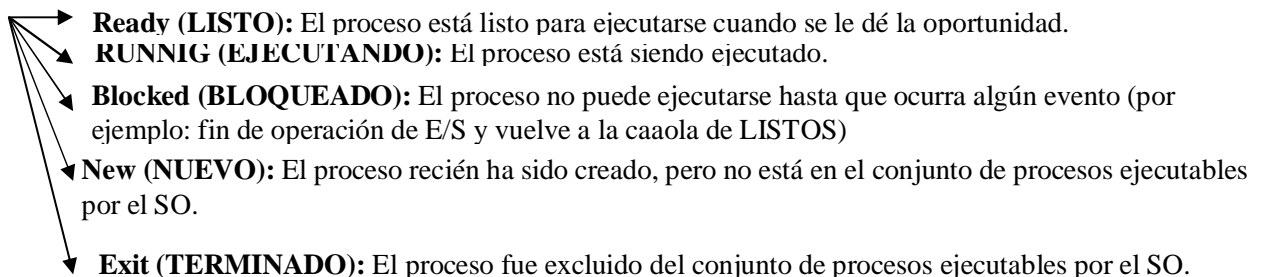 Ready (LISTO): El proceso está listo para ejecutarse cuando se le dé la oportunidad.
RUNNIG (EJECUTANDO): El proceso está siendo ejecutado.
Blocked (BLOQUEADO): El proceso no puede ejecutarse hasta que ocurra algún evento (por
ejemplo: fin de operación de E/S y vuelve a la caaola de LISTOS)
New (NUEVO): El proceso recién ha sido creado, pero no está en el conjunto de procesos ejecutables
por el SO.
Exit (TERMINADO): El proceso fue excluido del conjunto de procesos ejecutables por el SO.